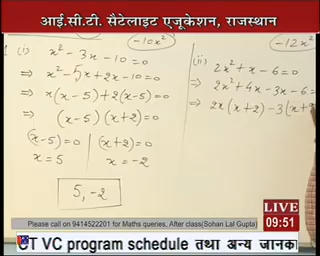 आई.सी.टी. सैटेलाइट एजूकेशन, राजस्थान
(i) -10x²
x² - 3x - 10 = 0
⇒ x² - 5x + 2x - 10 = 0
⇒ x(x - 5) + 2(x - 5) = 0
⇒ (x - 5) (x + 2) = 0
(x - 5) = 0 | (x + 2) = 0
x = 5 | x = -2
5, -2
(ii) -12x²
2x² + x - 6 = 0
⇒ 2x² + 4x - 3x - 6 =
⇒ 2x(x + 2) - 3(x +
LIVE
09:51
Please call on 9414522201 for Maths queries, After class(Sohan Lal Gupta)
CT VC program schedule तथा अन्य जानक